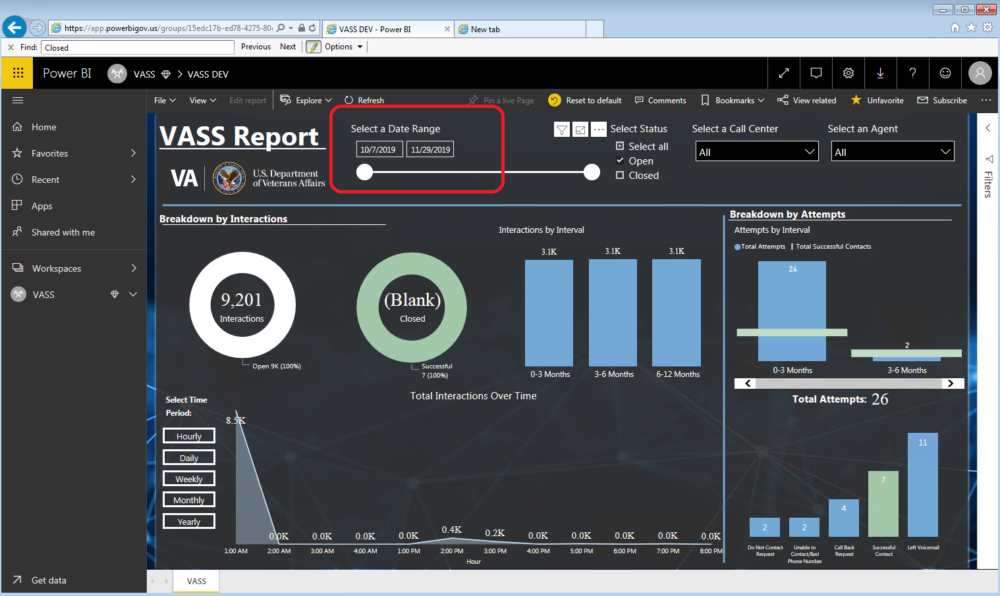 https://app.powerbigov.us/groups/15edc17b-ed78-4275-80
VASS DEV - Power BI
New tab
Find: Closed Previous Next Options
Power BI VASS > VASS DEV
File View Edit report Explore Refresh Pin a live Page Reset to default Comments Bookmarks View related Unfavorite Subscribe
Home
Favorites
Recent
Apps
Shared with me
Workspaces
VASS
Get data
VASS Report
VA
U.S. Department
of Veterans Affairs
Select a Date Range
10/7/2019 11/29/2019
Select Status
Select all
Open
Closed
Select a Call Center
All
Select an Agent
All
Filters
Breakdown by Interactions
9,201
Interactions
Open 9K (100%)
(Blank)
Closed
Successful
7 (100%)
Interactions by Interval
3.1K 3.1K 3.1K
0-3 Months 3-6 Months 6-12 Months
Breakdown by Attempts
Attempts by Interval
Total Attempts Total Successful Contacts
24
2
0-3 Months 3-6 Months
Total Attempts: 26
Select Time
Period:
Hourly
Daily
Weekly
Monthly
Yearly
Total Interactions Over Time
8.5K 0.0K 0.0K 0.0K 0.0K 0.4K 0.2K 0.0K 0.0K 0.0K 0.0K 0.0K
1:00 AM 2:00 AM 3:00 AM 4:00 AM 1:00 PM 2:00 PM 3:00 PM 4:00 PM 5:00 PM 6:00 PM 7:00 PM 8:00 PM
Hour
2 2 4 7 11
Do Not Contact
Request
Unable to
Contact/Bad
Phone Number
Call Back
Request
Successful
Contact
Left Voicemail
VASS